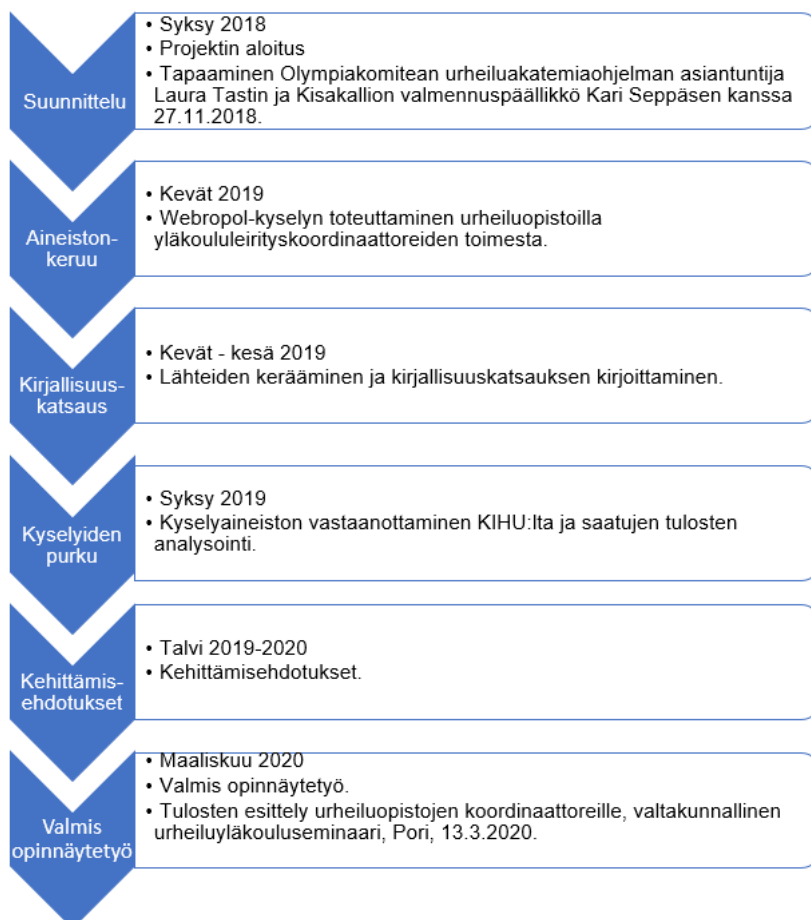 Suunnittelu
• Syksy 2018
• Projektin aloitus
• Tapaaminen Olympiakomitean urheiluakatemiaohjelman asiantuntija
Laura Tastin ja Kisakallion valmennuspäällikkö Kari Seppäsen kanssa
27.11.2018.
Aineiston-
keruu
• Kevät 2019
• Webropol-kyselyn toteuttaminen urheiluopistoilla
yläkoululeirityskoordinaattoreiden toimesta.
Kirjallisuus-
katsaus
• Kevät - kesä 2019
• Lähteiden kerääminen ja kirjallisuuskatsauksen kirjoittaminen.
Kyselyiden
purku
• Syksy 2019
• Kyselyaineiston vastaanottaminen KIHU:lta ja saatujen tulosten
analysointi.
Kehittämis-
ehdotukset
• Talvi 2019-2020
• Kehittämisehdotukset.
Valmis
opinnäytetyö
• Maaliskuu 2020
• Valmis opinnäytetyö.
• Tulosten esittely urheiluopistojen koordinaattoreille, valtakunnallinen
urheiluyläkouluseminaari, Pori, 13.3.2020.